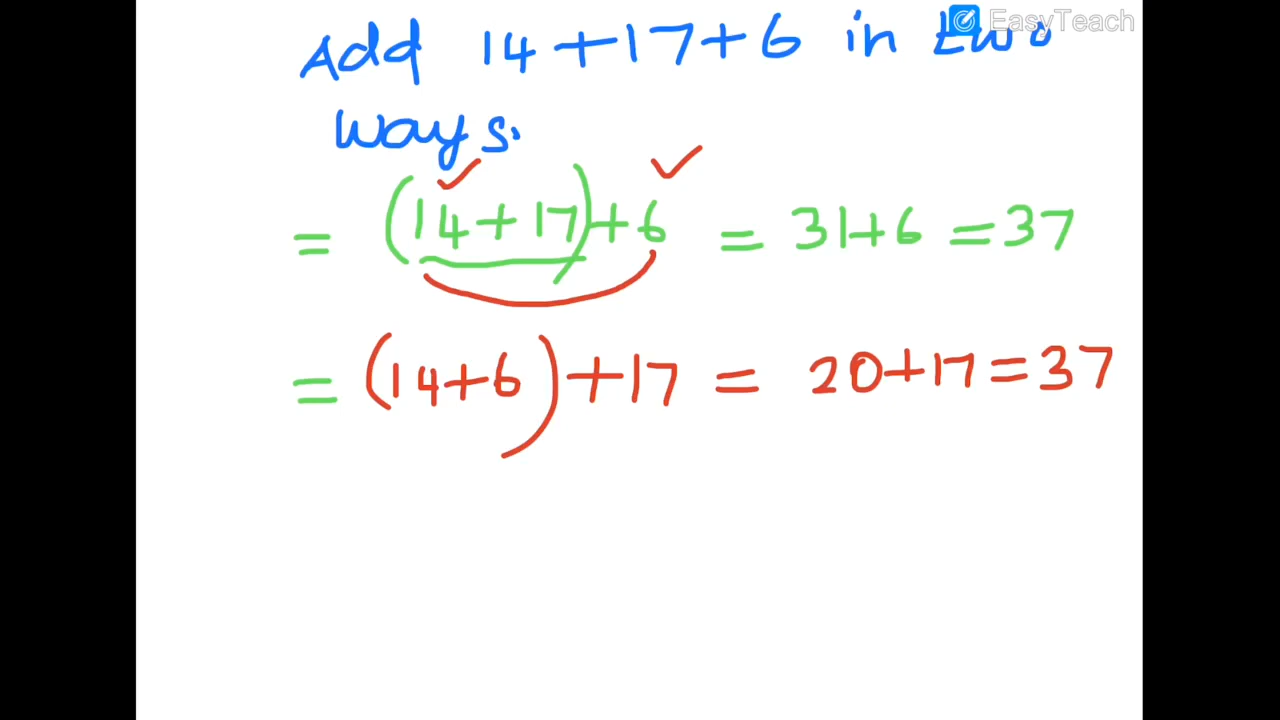 EasyTeach
Add 14+17+6 in two
ways.
= (14+17)+6 = 31+6 = 37
= (14+6)+17 = 20+17=37